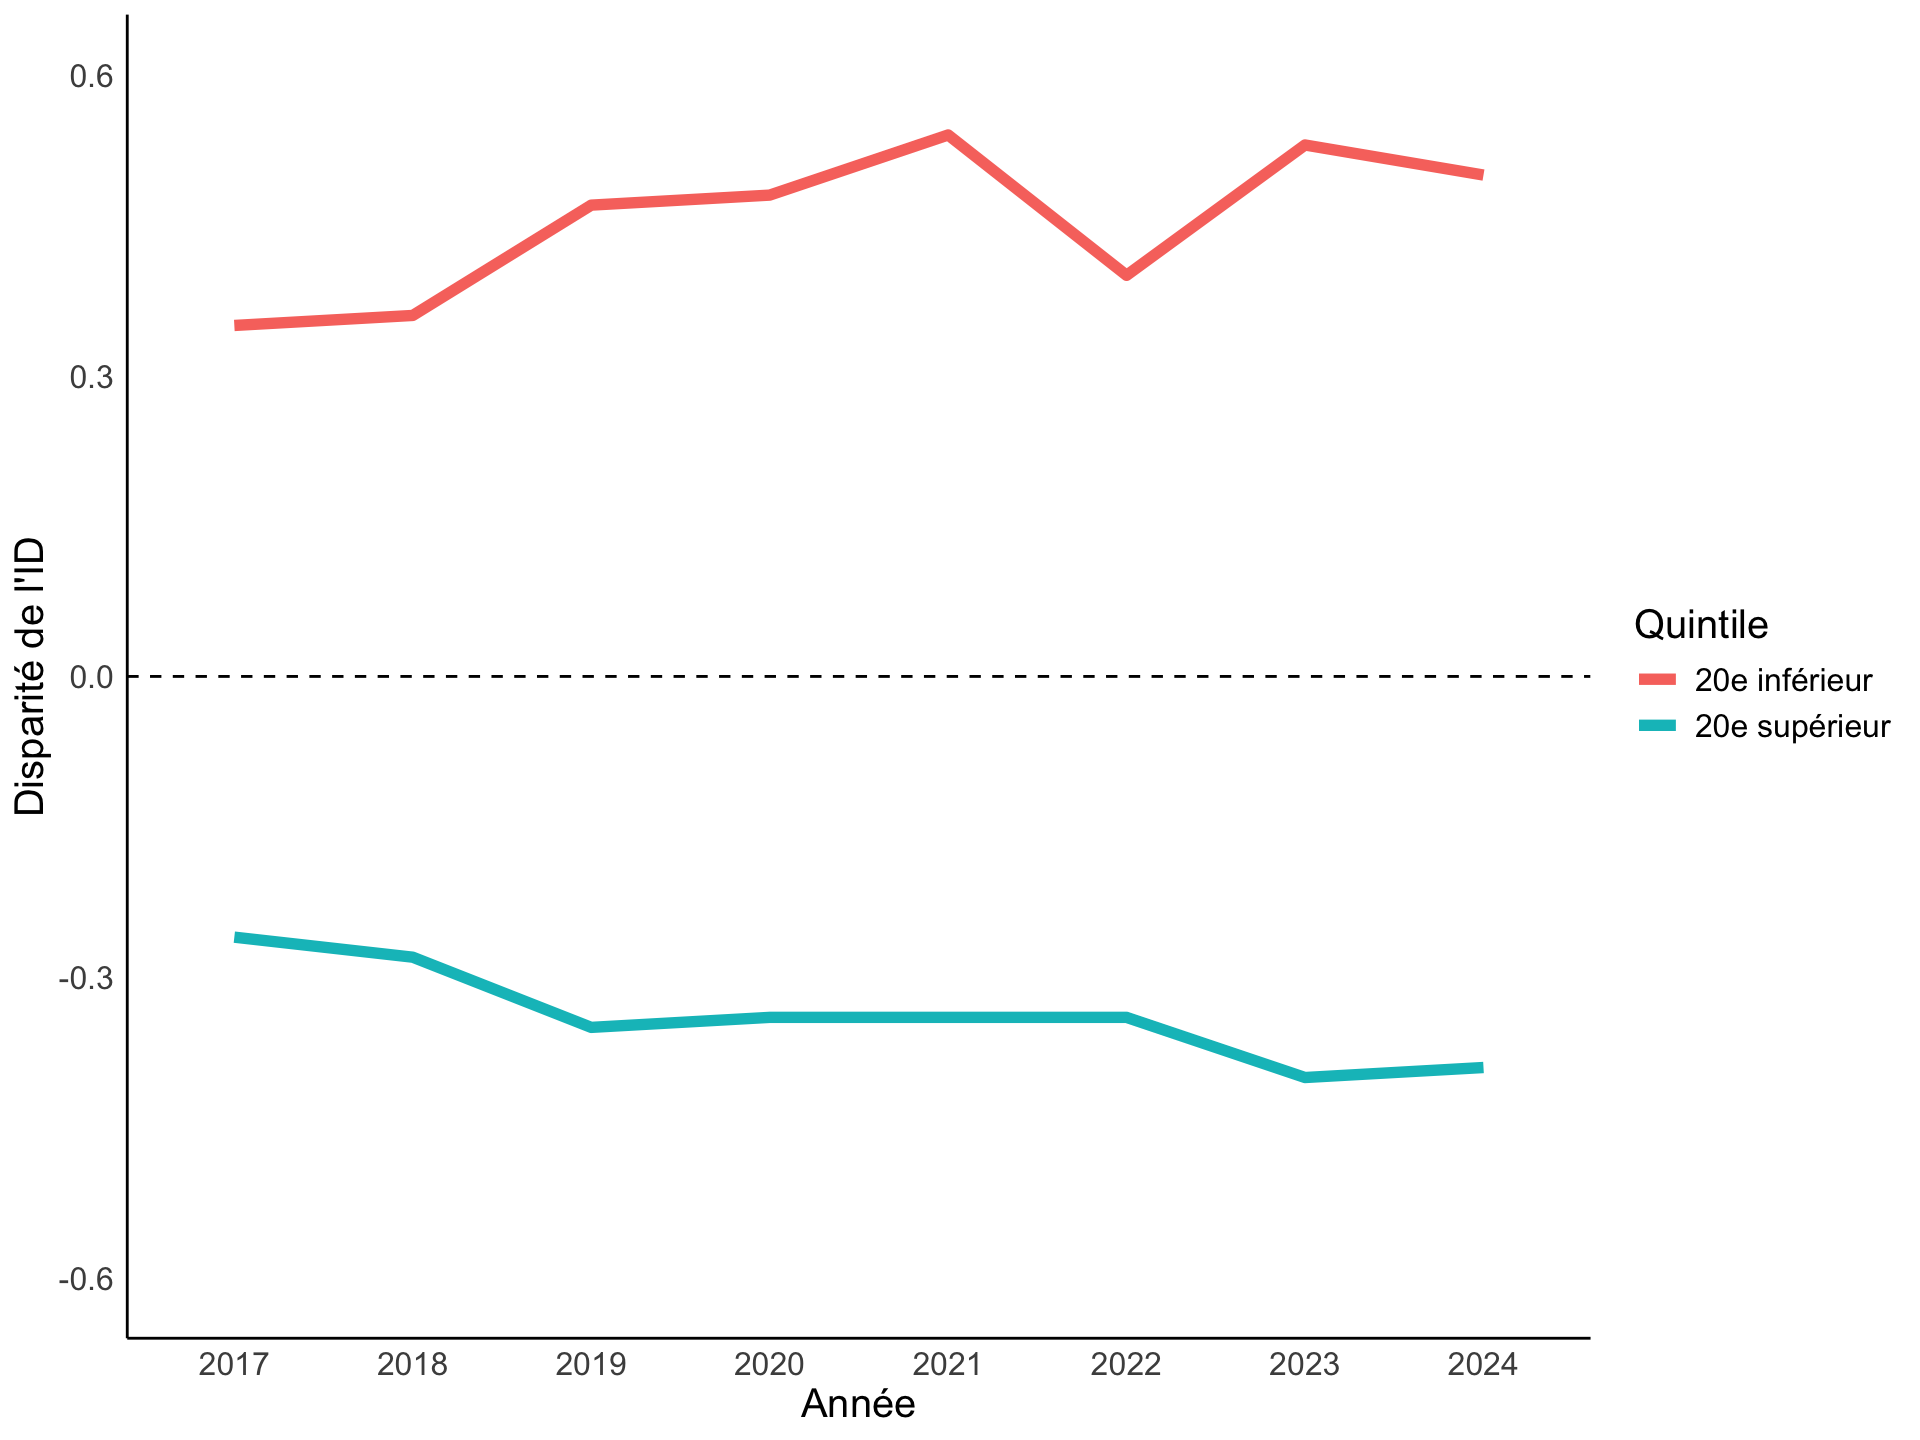 0.6
0.3
0.0
-0.3
-0.6
Disparité de l'ID
2017 2018 2019 2020 2021 2022 2023 2024
Année
Quintile
20e inférieur
20e supérieur